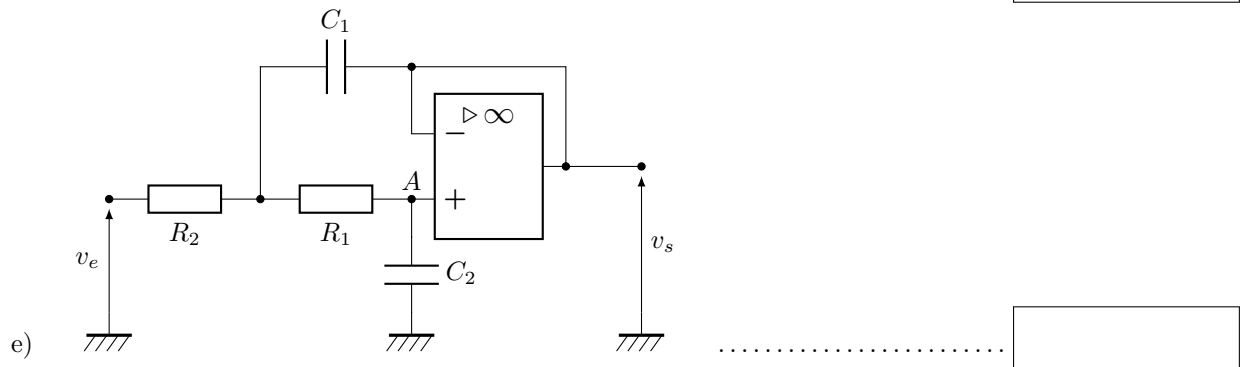 C₁
▷ ∞
−
A
+
R₂
R₁
vₑ
C₂
vₛ
e) ........................